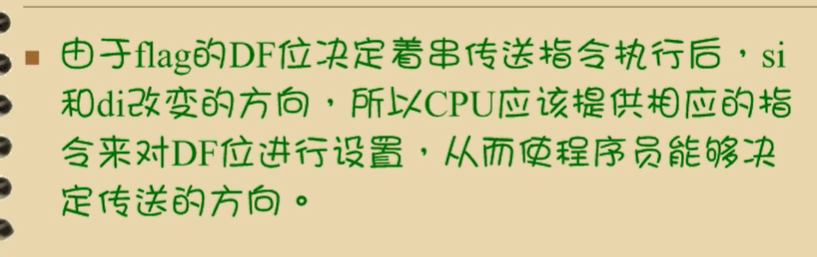 由于flag的DF位决定着串传送指令执行后,si
和di改变的方向,所以CPU应该提供相应的指
令来对DF位进行设置,从而使程序员能够决
定传送的方向。